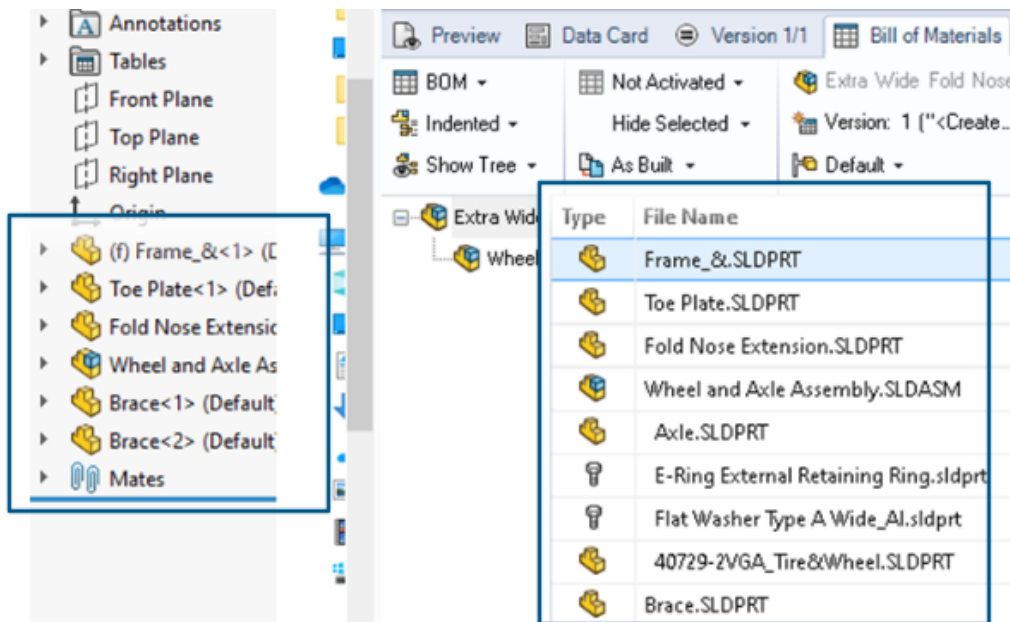 Annotations
Tables
Front Plane
Top Plane
Right Plane
Origin
(f) Frame_&<1> (D
Toe Plate<1> (Defa
Fold Nose Extensio
Wheel and Axle As
Brace<1> (Default
Brace<2> (Default
Mates
Preview Data Card Version 1/1 Bill of Materials
BOM Not Activated Extra Wide Fold Nose
Indented Hide Selected Version: 1 ("<Create...
Show Tree As Built Default
Extra Wid
Wheel
Type File Name
Frame_&.SLDPRT
Toe Plate.SLDPRT
Fold Nose Extension.SLDPRT
Wheel and Axle Assembly.SLDASM
Axle.SLDPRT
E-Ring External Retaining Ring.sldprt
Flat Washer Type A Wide_AI.sldprt
40729-2VGA_Tire&Wheel.SLDPRT
Brace.SLDPRT